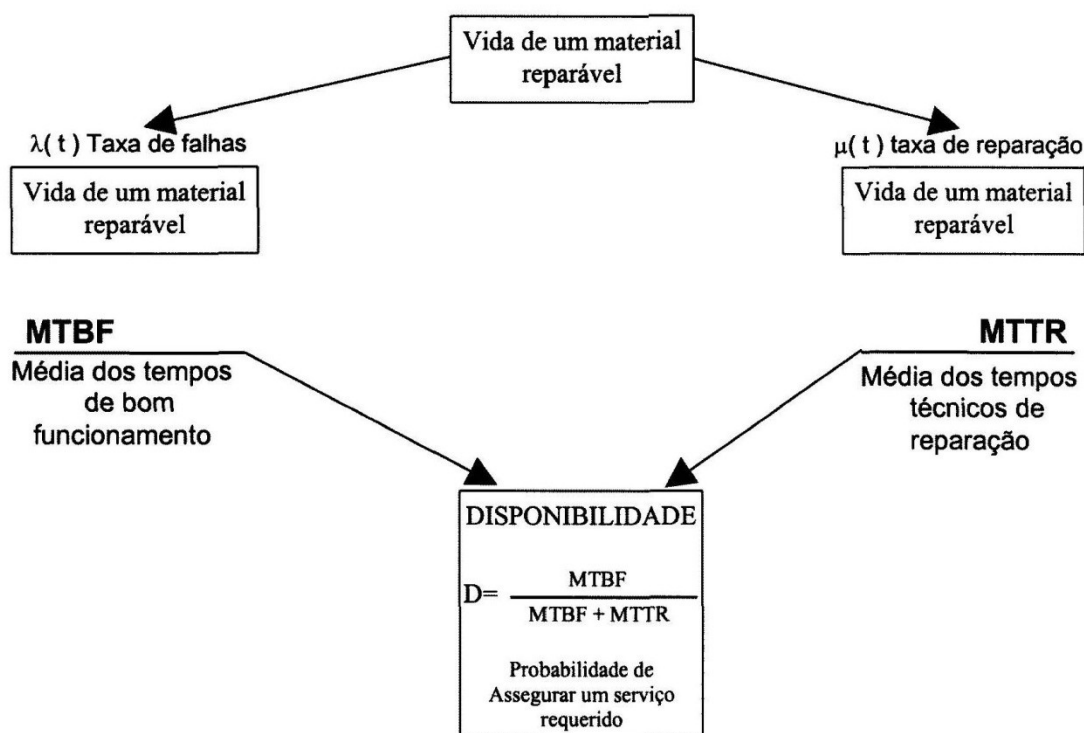 Vida de um material
reparável
λ( t ) Taxa de falhas
Vida de um material
reparável
μ( t ) taxa de reparação
Vida de um material
reparável
MTBF
Média dos tempos
de bom
funcionamento
MTTR
Média dos tempos
técnicos de
reparação
DISPONIBILIDADE
D= MTBF
MTBF + MTTR
Probabilidade de
Assegurar um serviço
requerido